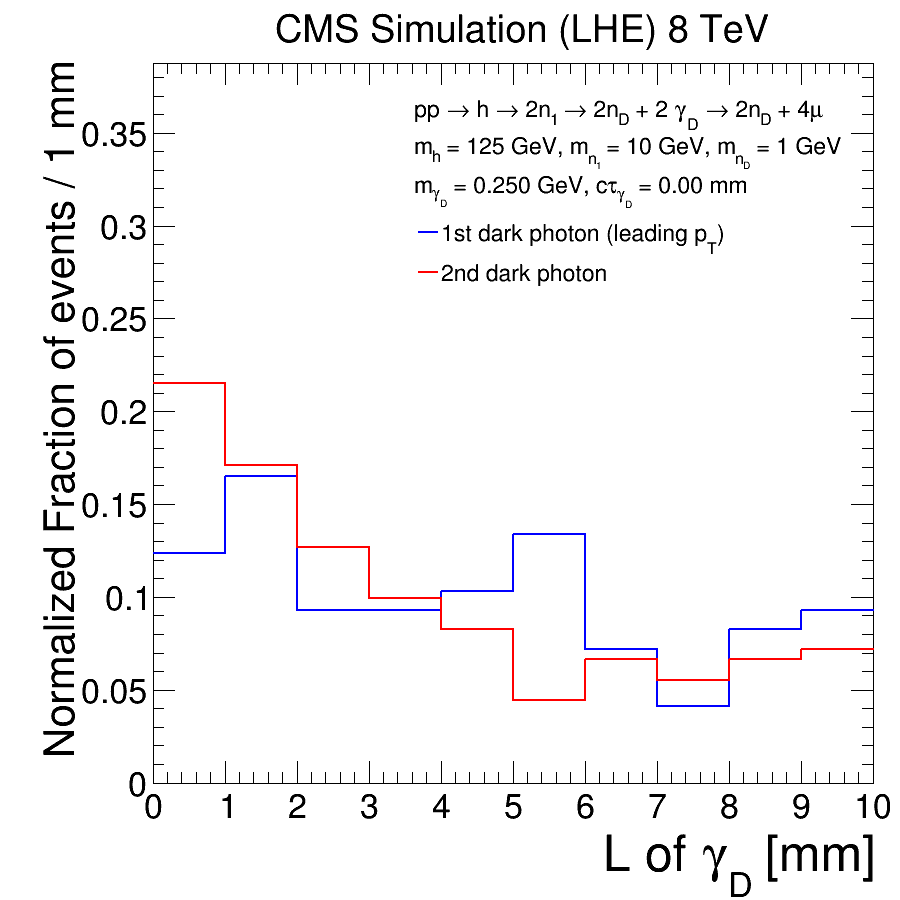 CMS Simulation (LHE) 8 TeV
pp → h → 2n1 → 2nD + 2 γD → 2nD + 4μ
mh = 125 GeV, mn1 = 10 GeV, mnD = 1 GeV
mγD = 0.250 GeV, cτγD = 0.00 mm
1st dark photon (leading pT)
2nd dark photon
Normalized Fraction of events / 1 mm
0.35
0.3
0.25
0.2
0.15
0.1
0.05
0
0 1 2 3 4 5 6 7 8 9 10
L of γD [mm]